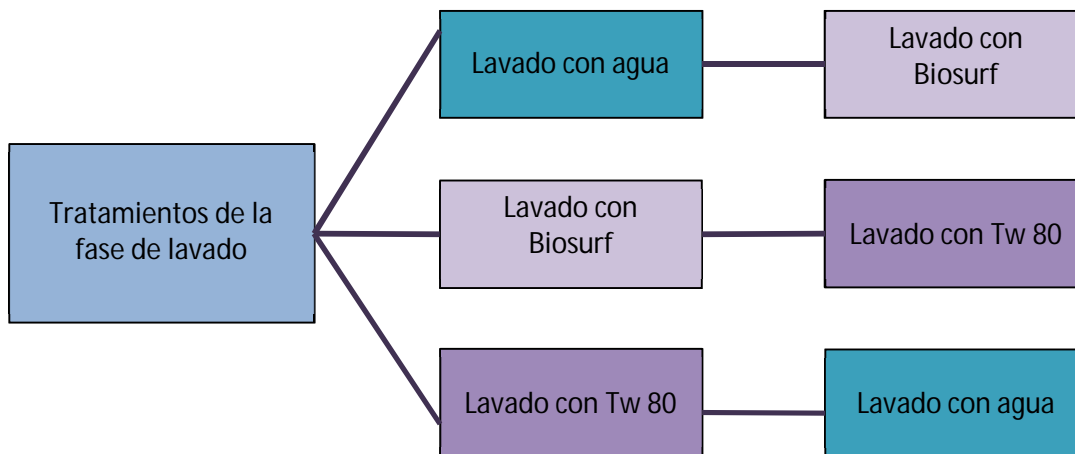 Tratamientos de la
fase de lavado
Lavado con agua
Lavado con
Biosurf
Lavado con
Biosurf
Lavado con Tw 80
Lavado con Tw 80
Lavado con agua